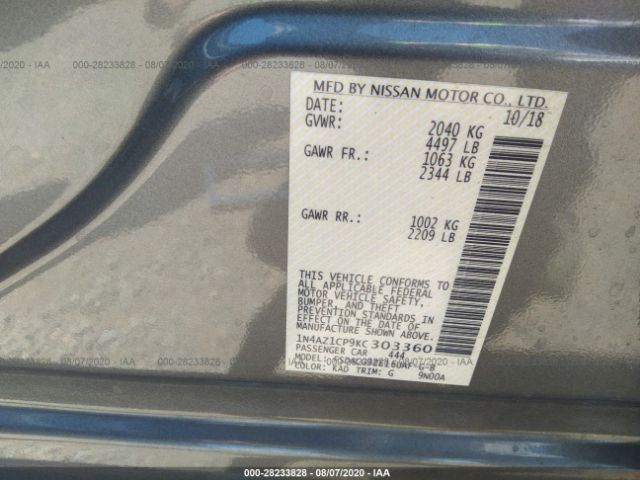 000-28233828 - 08/07/2020 - IAA
MFD BY NISSAN MOTOR CO., LTD.
DATE: 10/18
GVWR: 2040 KG
4497 LB
GAWR FR.: 1063 KG
2344 LB
GAWR RR.: 1002 KG
2209 LB
THIS VEHICLE CONFORMS TO
ALL APPLICABLE FEDERAL
MOTOR VEHICLE SAFETY,
BUMPER, AND THEFT
PREVENTION STANDARDS IN
EFFECT ON THE DATE OF
MANUFACTURE SHOWN ABOVE.
1N4AZ1CP9KC303360
PASSENGER CAR 444
MODEL: G-B
COLOR: KAD TRIM: G 9N00A
000-28233828 - 08/07/2020 - IAA